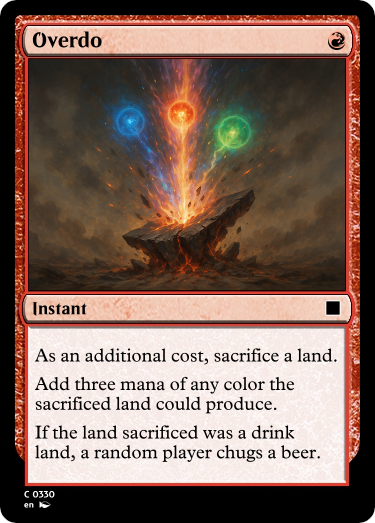 Overdo
Instant
As an additional cost, sacrifice a land.
Add three mana of any color the
sacrificed land could produce.
If the land sacrificed was a drink
land, a random player chugs a beer.
C 0330
en